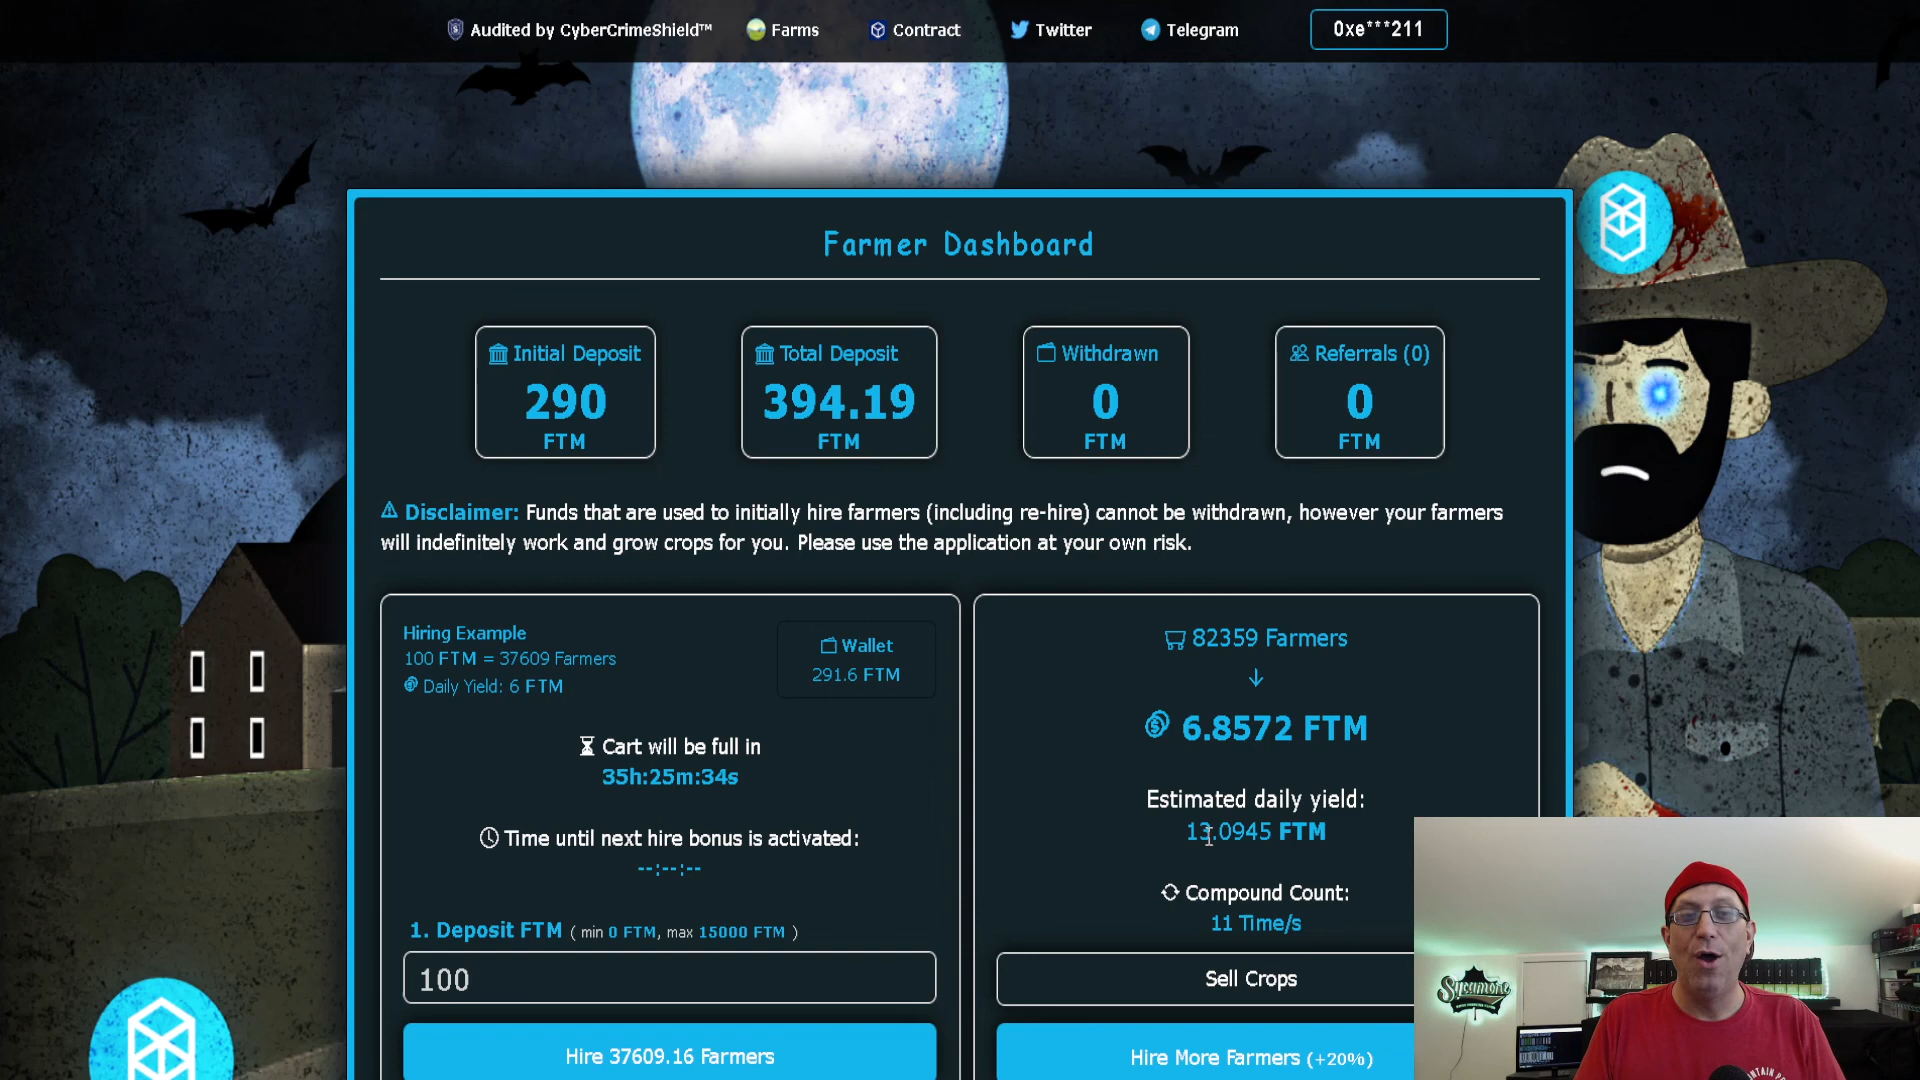 Audited by CyberCrimeShield™ Farms Contract Twitter Telegram 0xe***211
Farmer Dashboard
Initial Deposit
290
FTM
Total Deposit
394.19
FTM
Withdrawn
0
FTM
Referrals (0)
0
FTM
Disclaimer: Funds that are used to initially hire farmers (including re-hire) cannot be withdrawn, however your farmers
will indefinitely work and grow crops for you. Please use the application at your own risk.
Hiring Example
100 FTM = 37609 Farmers
Daily Yield: 6 FTM
Wallet
291.6 FTM
Cart will be full in
35h:25m:34s
Time until next hire bonus is activated:
--:--:--
1. Deposit FTM ( min 0 FTM, max 15000 FTM )
100
Hire 37609.16 Farmers
82359 Farmers
6.8572 FTM
Estimated daily yield:
13.0945 FTM
Compound Count:
11 Time/s
Sell Crops
Hire More Farmers (+20%)
Sycamore